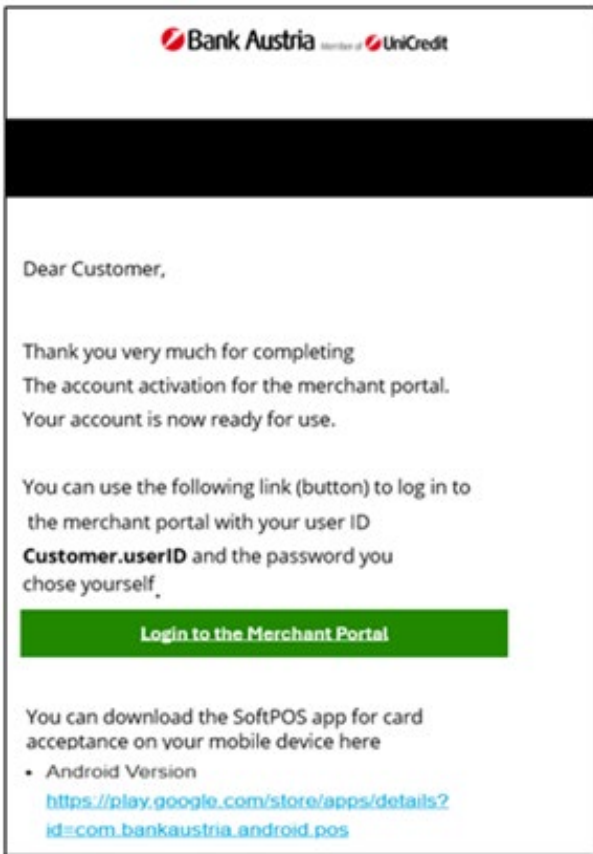 Bank Austria Member of UniCredit
Dear Customer,
Thank you very much for completing
The account activation for the merchant portal.
Your account is now ready for use.
You can use the following link (button) to log in to
the merchant portal with your user ID
Customer.userID and the password you
chose yourself.
Login to the Merchant Portal
You can download the SoftPOS app for card
acceptance on your mobile device here
• Android Version
https://play.google.com/store/apps/details?
id=com.bankaustria.android.pos